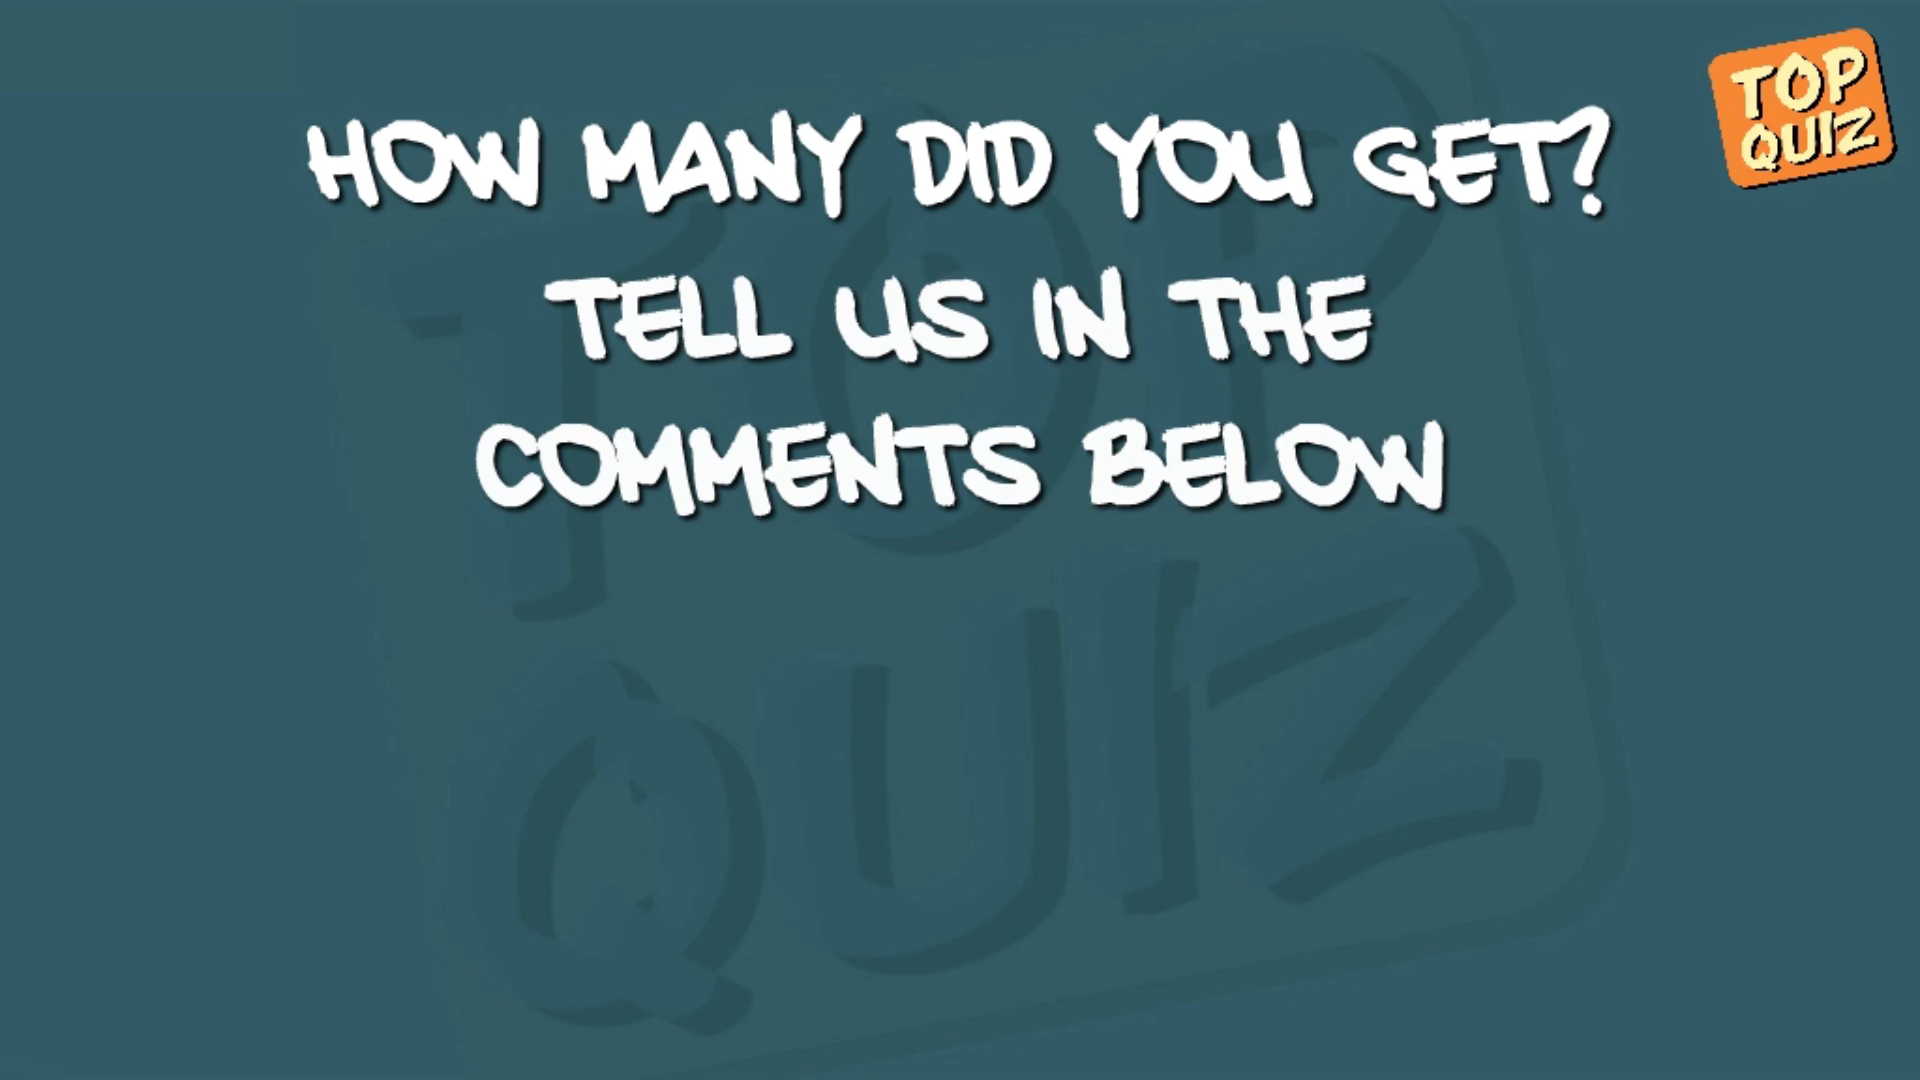 HOW MANY DID YOU GET?
TELL US IN THE
COMMENTS BELOW
TOP
QUIZ
TOP
QUIZ